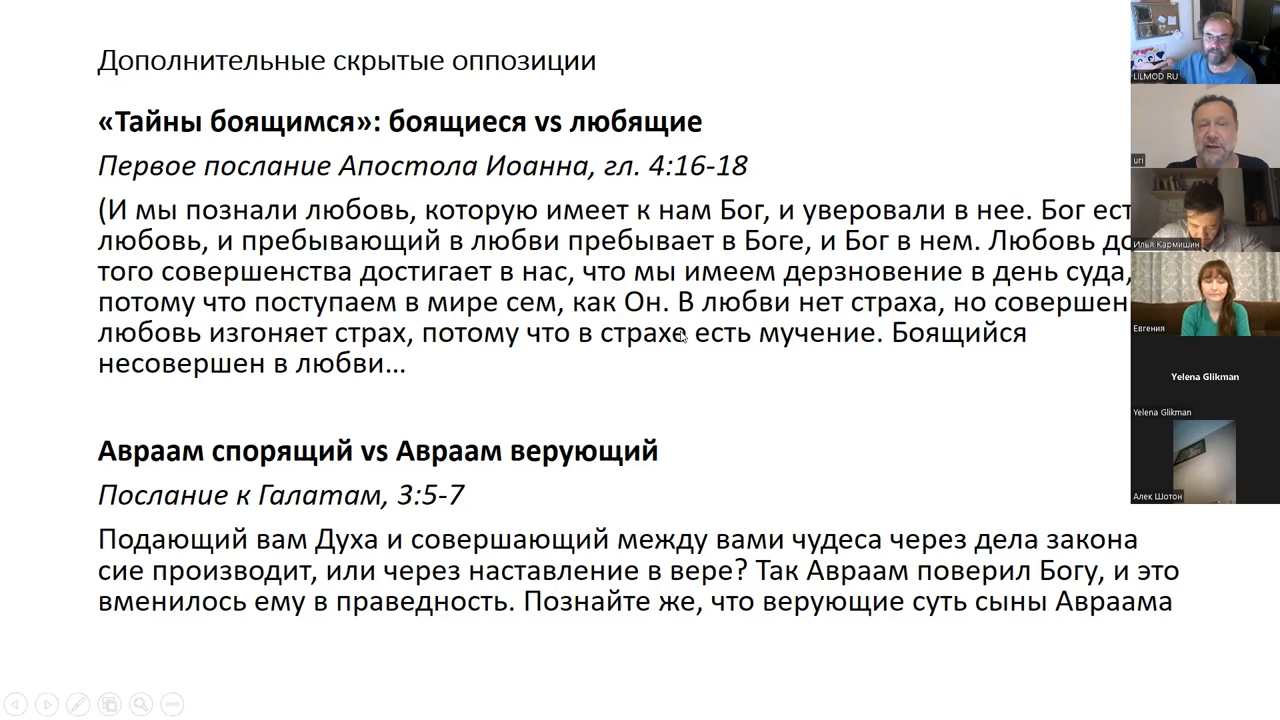 Дополнительные скрытые оппозиции
«Тайны боящимся»: боящиеся vs любящие
Первое послание Апостола Иоанна, гл. 4:16-18
(И мы познали любовь, которую имеет к нам Бог, и уверовали в нее. Бог ест
любовь, и пребывающий в любви пребывает в Боге, и Бог в нем. Любовь до
того совершенства достигает в нас, что мы имеем дерзновение в день суда,
потому что поступаем в мире сем, как Он. В любви нет страха, но совершен
любовь изгоняет страх, потому что в страхе есть мучение. Боящийся
несовершен в любви...
Авраам спорящий vs Авраам верующий
Послание к Галатам, 3:5-7
Подающий вам Духа и совершающий между вами чудеса через дела закона
сие производит, или через наставление в вере? Так Авраам поверил Богу, и это
вменилось ему в праведность. Познайте же, что верующие суть сыны Авраама
LILMOD RU
uri
Илья Кармишин
Евгения
Yelena Glikman
Yelena Glikman
Алек Шотон